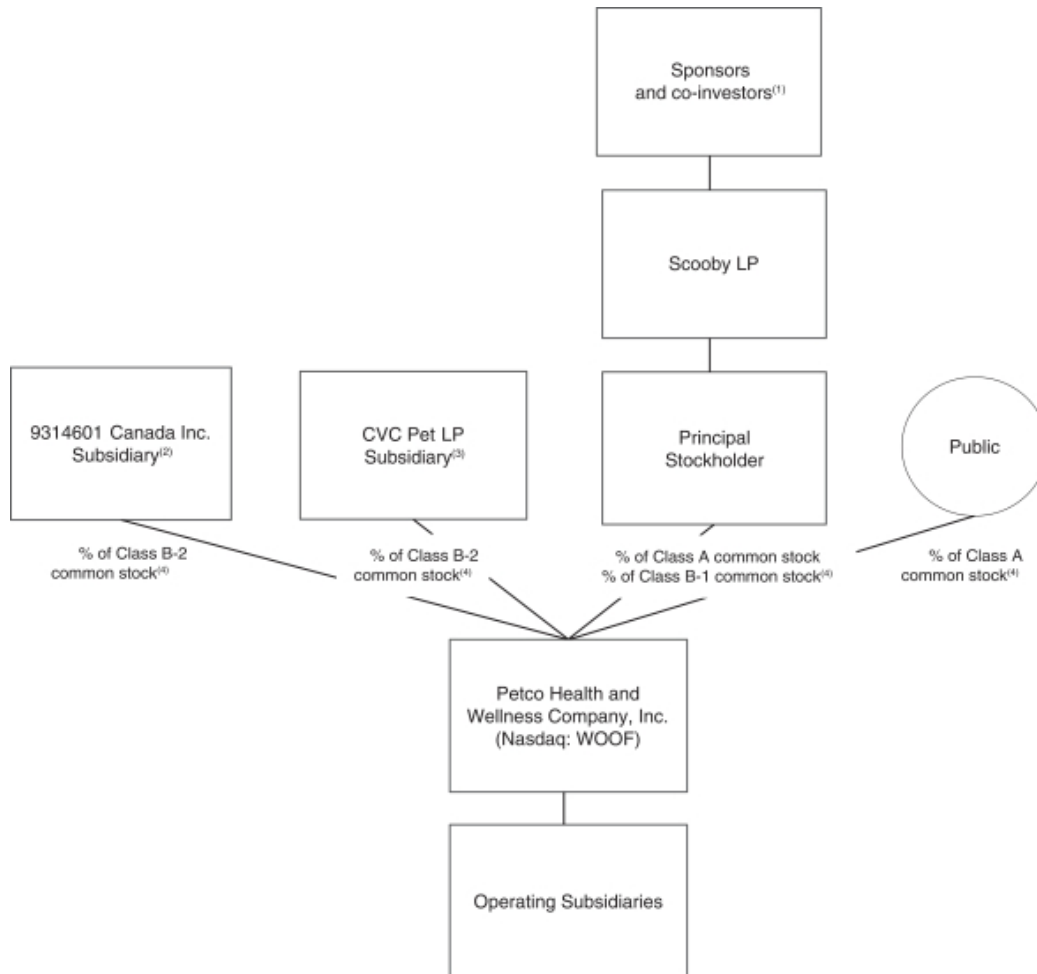 Sponsors
and co-investors(1)
Scooby LP
9314601 Canada Inc.
Subsidiary(2)
CVC Pet LP
Subsidiary(3)
Principal
Stockholder
Public
% of Class B-2
common stock(4)
% of Class B-2
common stock(4)
% of Class A common stock
% of Class B-1 common stock(4)
% of Class A
common stock(4)
Petco Health and
Wellness Company, Inc.
(Nasdaq: WOOF)
Operating Subsidiaries